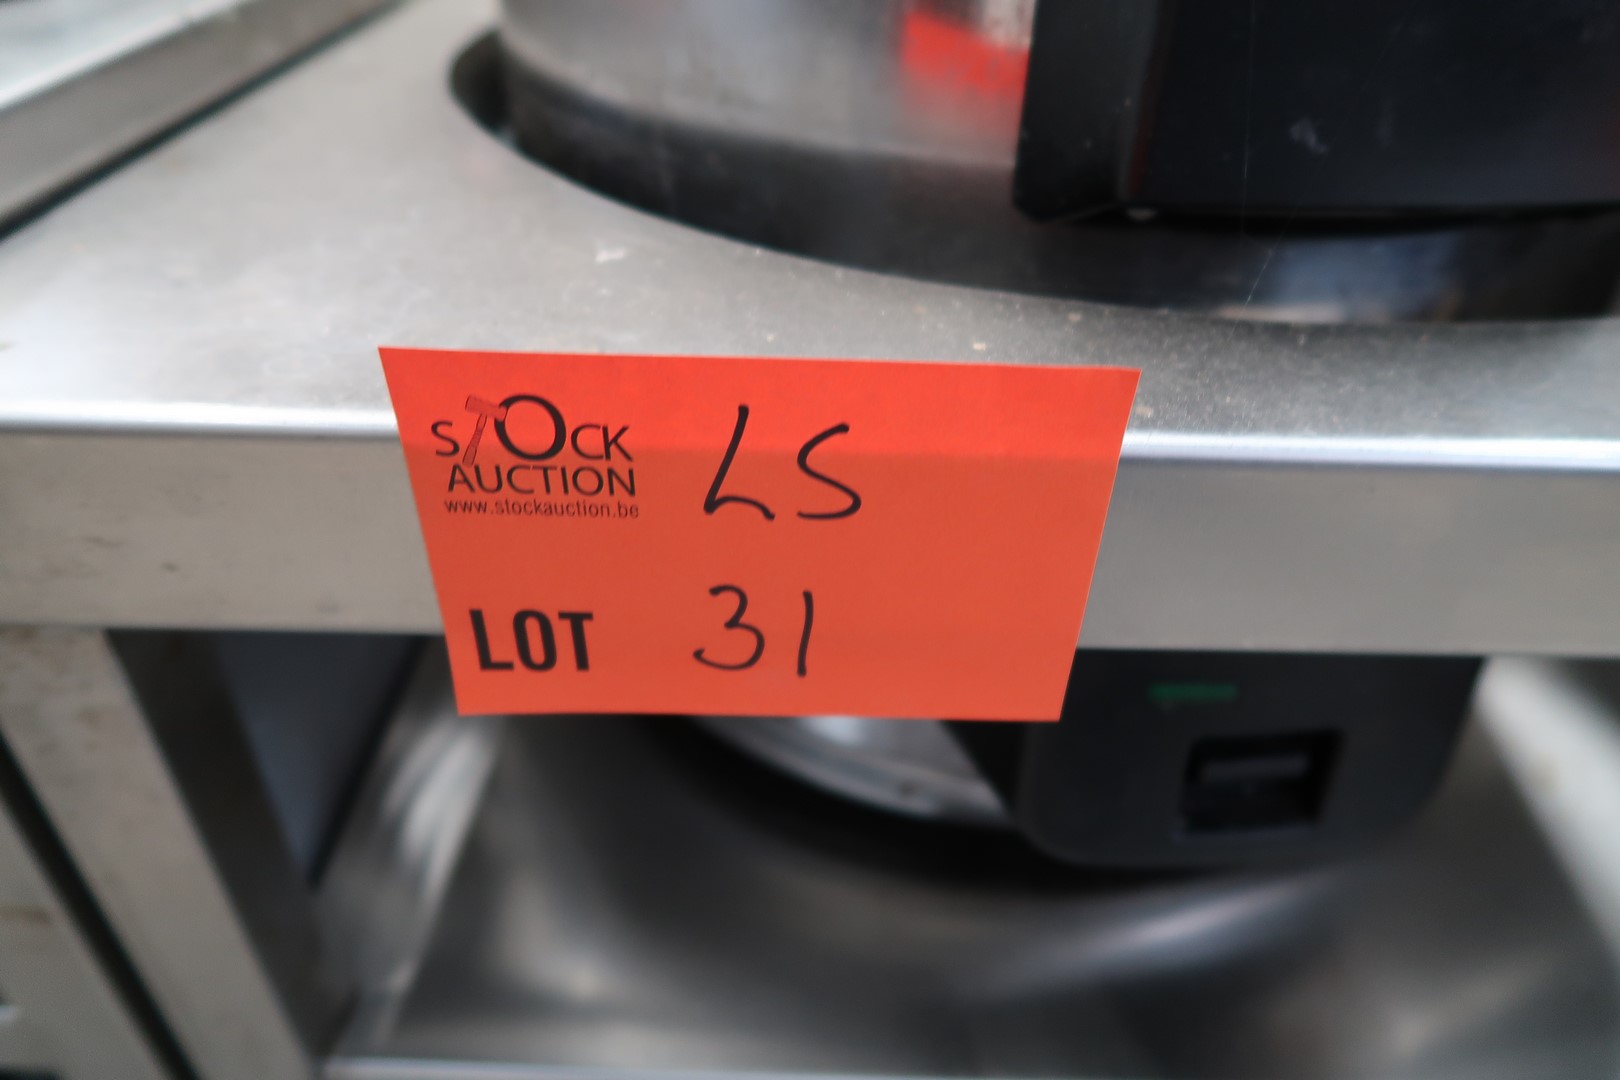 STOCK
AUCTION
www.stockauction.be
LS
LOT 31